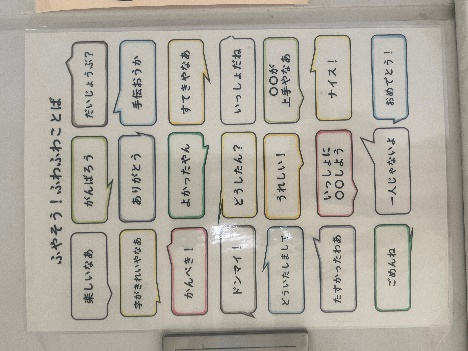 ふやそう！ふわふわことば
楽しいなあ
がんばろう
だいじょうぶ？
字がきれいやなあ
ありがとう
手伝おうか
かんぺき！
よかったやん
すてきやなあ
ドンマイ！
どうしたん？
いっしょだね
どういたしまして
うれしい！
〇〇が
上手やなあ
たすかったわあ
いっしょに
〇〇しよう
ナイス！
ごめんね
一人じゃないよ
おめでとう！